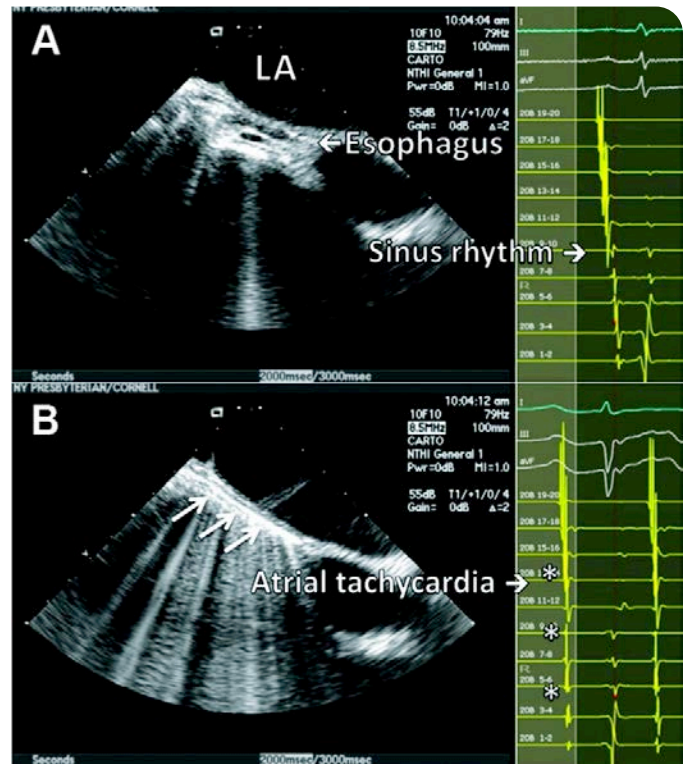 NY PRESBYTERIAN/CORNELL
A
10:04:04 am
10F10 79Hz
8.5MHz 100mm
CARTO
NTHI General 1
Pwr=0dB MI=1.0
55dB T1/+1/0/4
Gain= 0dB Δ=2
LA
←Esophagus
Sinus rhythm →
Seconds 2000msec/3000msec
I
III
aVF
20B 19-20
20B 17-18
20B 15-16
20B 13-14
20B 11-12
20B 9-10
20B 7-8
20B 5-6
20B 3-4
20B 1-2
NY PRESBYTERIAN/CORNELL
B
10:04:12 am
10F10 79Hz
8.5MHz 100mm
CARTO
NTHI General 1
Pwr=0dB MI=1.0
55dB T1/+1/0/4
Gain= 0dB Δ=2
Atrial tachycardia →
Seconds 2000msec/3000msec
I
III
aVF
20B 19-20
20B 17-18
20B 15-16
20B *
20B 11-12
20B *
20B 7-8
20B 5-6
*
20B 3-4
20B 1-2